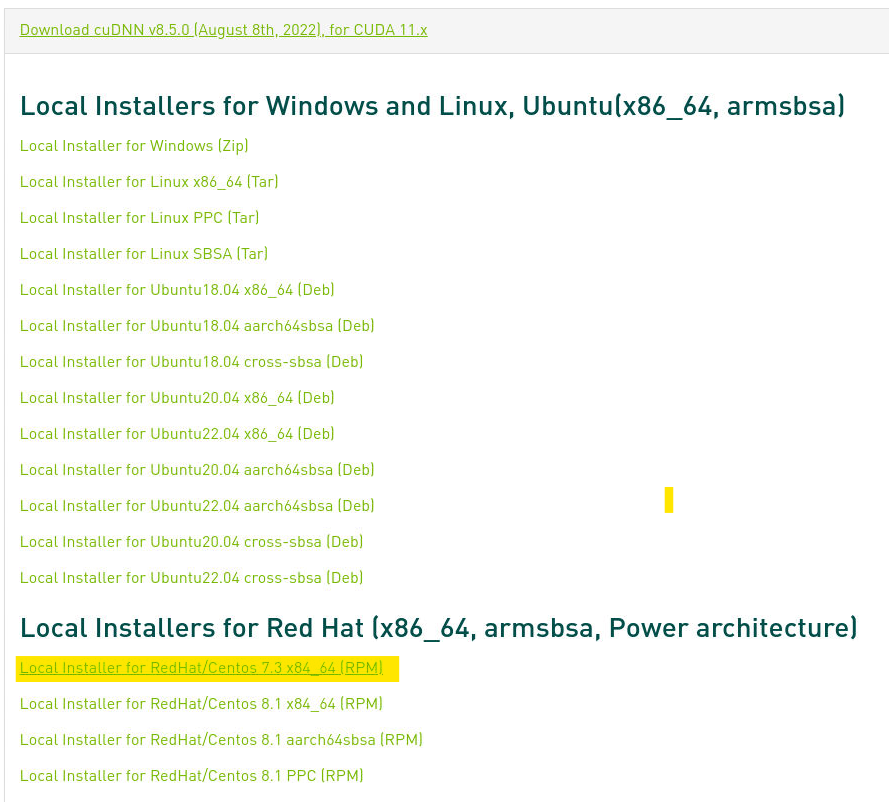 Download cuDNN v8.5.0 (August 8th, 2022), for CUDA 11.x
Local Installers for Windows and Linux, Ubuntu(x86_64, armsbsa)
Local Installer for Windows (Zip)
Local Installer for Linux x86_64 (Tar)
Local Installer for Linux PPC (Tar)
Local Installer for Linux SBSA (Tar)
Local Installer for Ubuntu18.04 x86_64 (Deb)
Local Installer for Ubuntu18.04 aarch64sbsa (Deb)
Local Installer for Ubuntu18.04 cross-sbsa (Deb)
Local Installer for Ubuntu20.04 x86_64 (Deb)
Local Installer for Ubuntu22.04 x86_64 (Deb)
Local Installer for Ubuntu20.04 aarch64sbsa (Deb)
Local Installer for Ubuntu22.04 aarch64sbsa (Deb)
Local Installer for Ubuntu20.04 cross-sbsa (Deb)
Local Installer for Ubuntu22.04 cross-sbsa (Deb)
Local Installers for Red Hat (x86_64, armsbsa, Power architecture)
Local Installer for RedHat/Centos 7.3 x84_64 (RPM)
Local Installer for RedHat/Centos 8.1 x84_64 (RPM)
Local Installer for RedHat/Centos 8.1 aarch64sbsa (RPM)
Local Installer for RedHat/Centos 8.1 PPC (RPM)